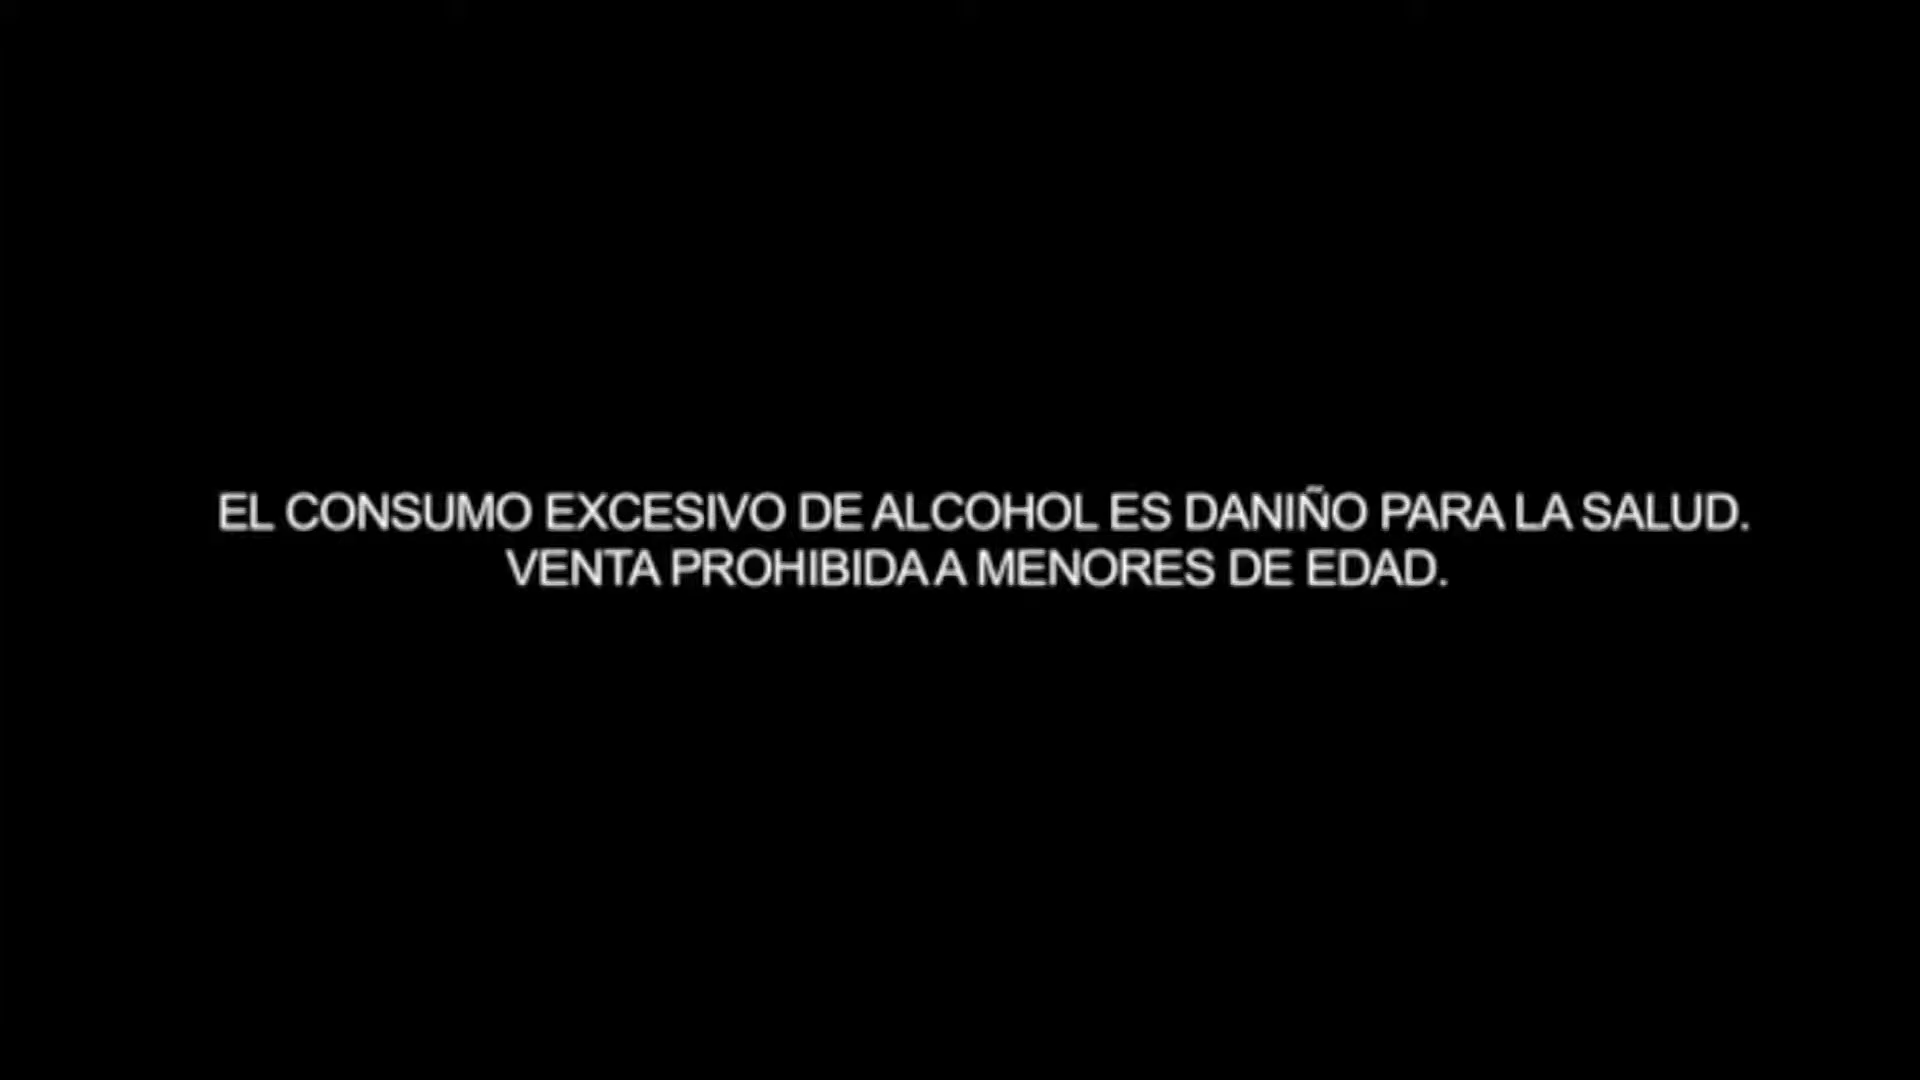 EL CONSUMO EXCESIVO DE ALCOHOL ES DANIÑO PARA LA SALUD.
VENTA PROHIBIDA A MENORES DE EDAD.